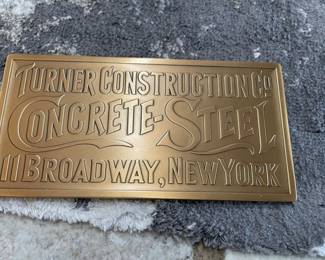 TURNER CONSTRUCTION CO
CONCRETE-STEEL
11 BROADWAY, NEW YORK